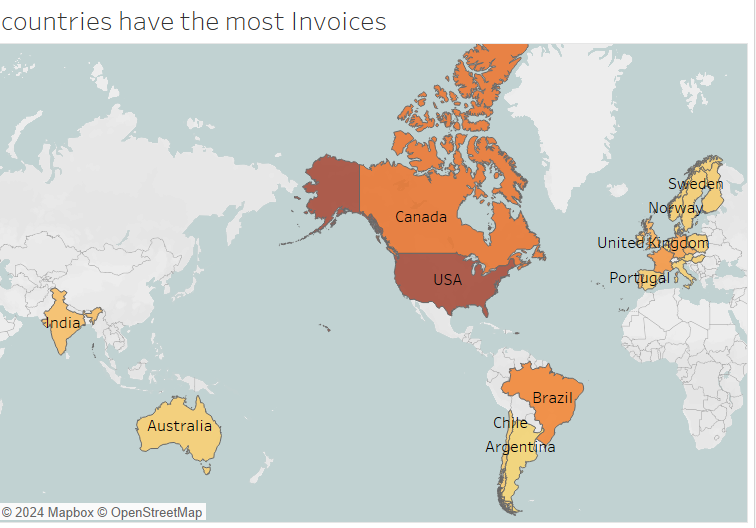 countries have the most Invoices
Sweden
Norway
Canada
United Kingdom
USA
Portugal
India
Brazil
Chile
Australia
Argentina
© 2024 Mapbox © OpenStreetMap